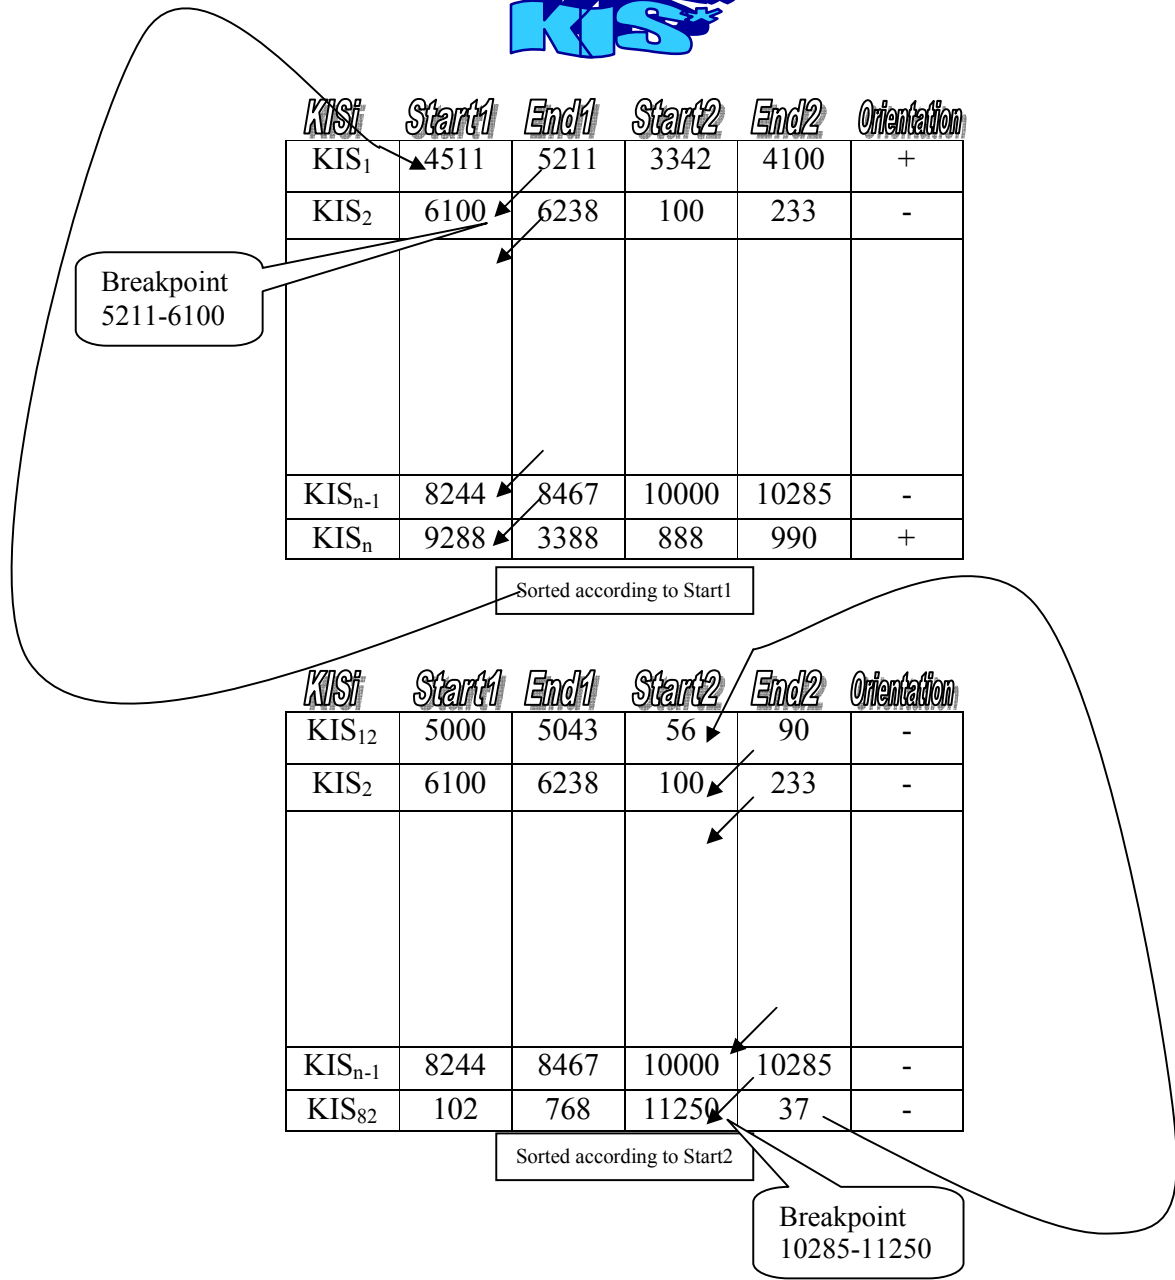 KIS*
KISi Start1 End1 Start2 End2 Orientation
KIS1 4511 5211 3342 4100 +
KIS2 6100 6238 100 233 -
Breakpoint
5211-6100
KISn-1 8244 8467 10000 10285 -
KISn 9288 3388 888 990 +
Sorted according to Start1
KISi Start1 End1 Start2 End2 Orientation
KIS12 5000 5043 56 90 -
KIS2 6100 6238 100 233 -
KISn-1 8244 8467 10000 10285 -
KIS82 102 768 11250 37 -
Sorted according to Start2
Breakpoint
10285-11250